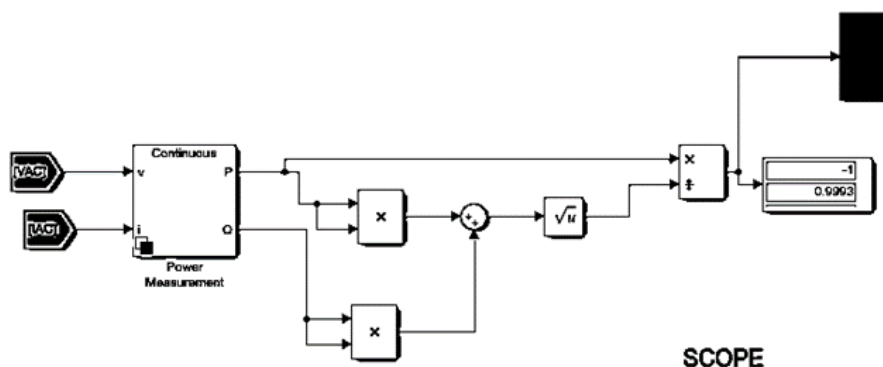 Continuous
[VAC]
v
P
×
-1
÷
0.9993
[IAC]
i
Q
×
++
√u
Power
Measurement
×
SCOPE